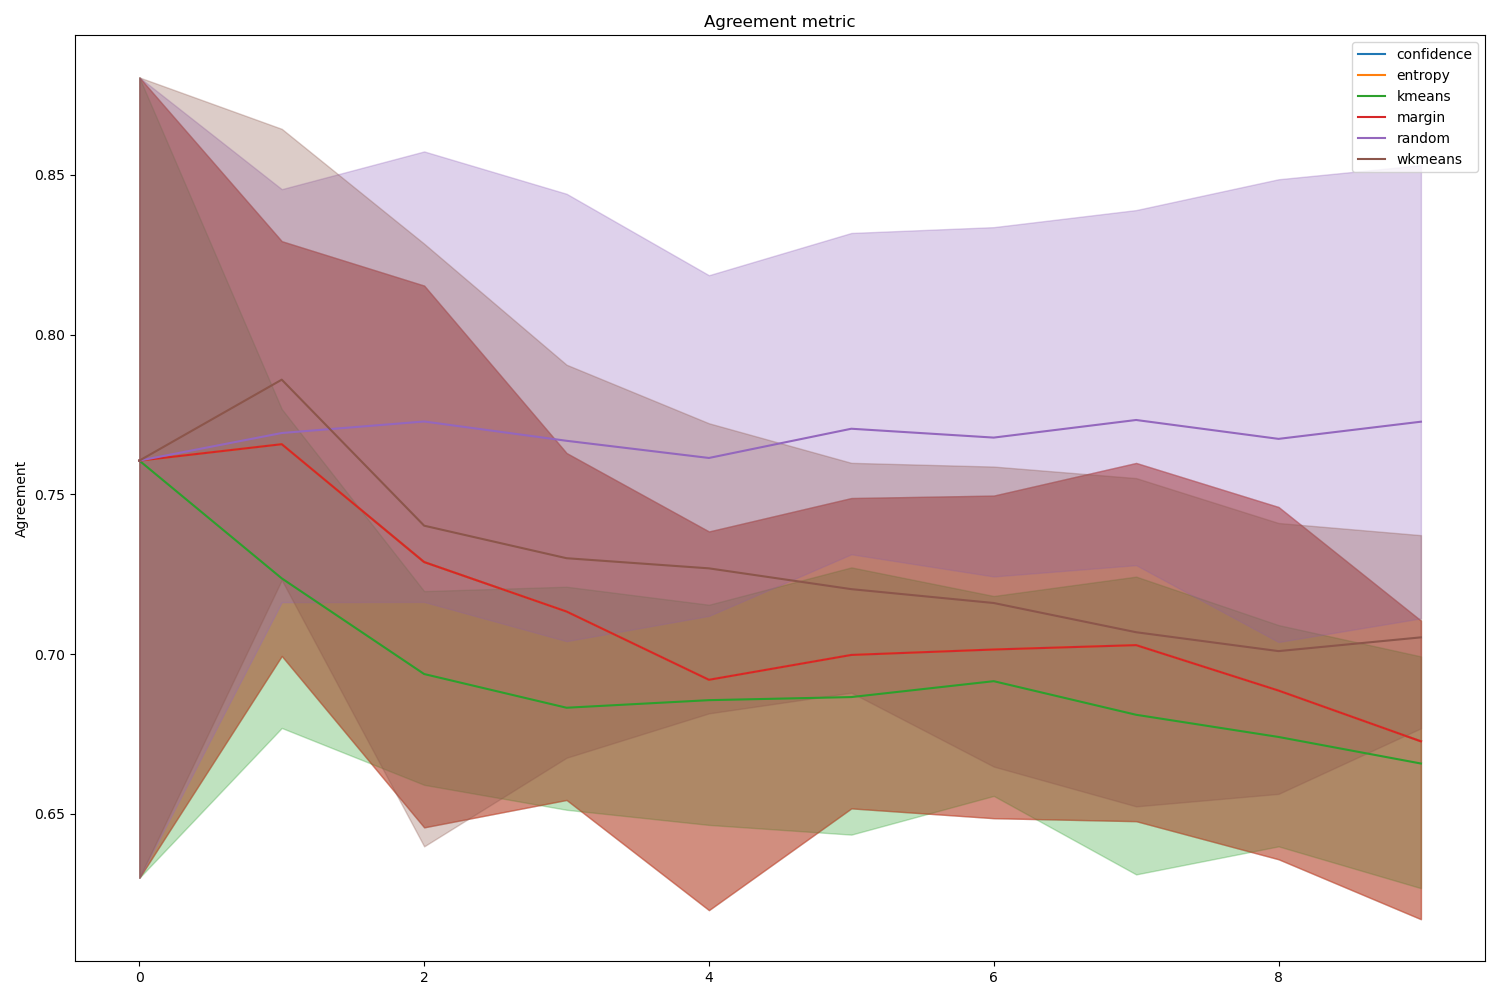 Agreement metric
confidence
entropy
kmeans
margin
random
wkmeans
Agreement
0.85
0.80
0.75
0.70
0.65
0 2 4 6 8